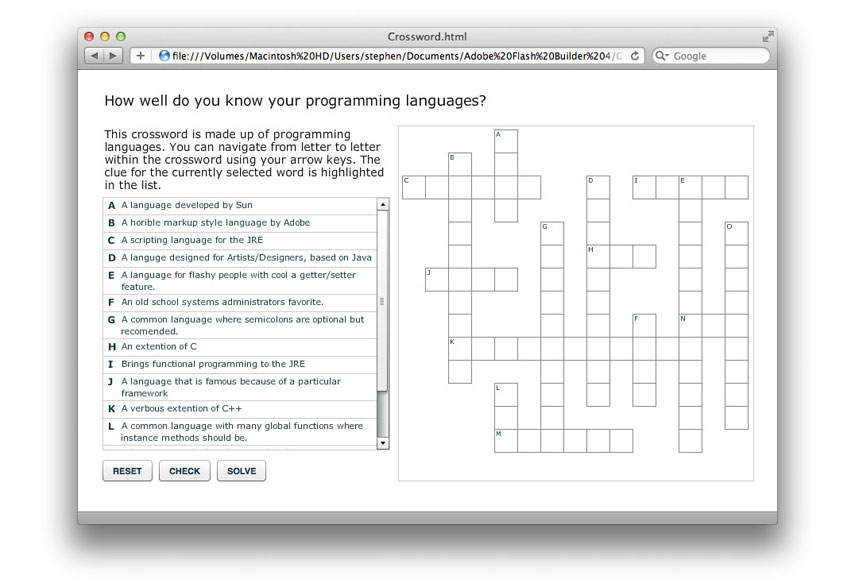 Crossword.html
file:///Volumes/Macintosh%20HD/Users/stephen/Documents/Adobe%20Flash%20Builder%204/C
Google
How well do you know your programming languages?
This crossword is made up of programming
languages. You can navigate from letter to letter
within the crossword using your arrow keys. The
clue for the currently selected word is highlighted
in the list.
A A language developed by Sun
B A horible markup style language by Adobe
C A scripting language for the JRE
D A languge designed for Artists/Designers, based on Java
E A language for flashy people with cool a getter/setter
feature.
F An old school systems administrators favorite.
G A common language where semicolons are optional but
recomended.
H An extention of C
I Brings functional programming to the JRE
J A language that is famous because of a particular
framework
K A verbous extention of C++
L A common language with many global functions where
instance methods should be.
RESET CHECK SOLVE
A
B
C D I E
G O
H
J
F N
K
L
M